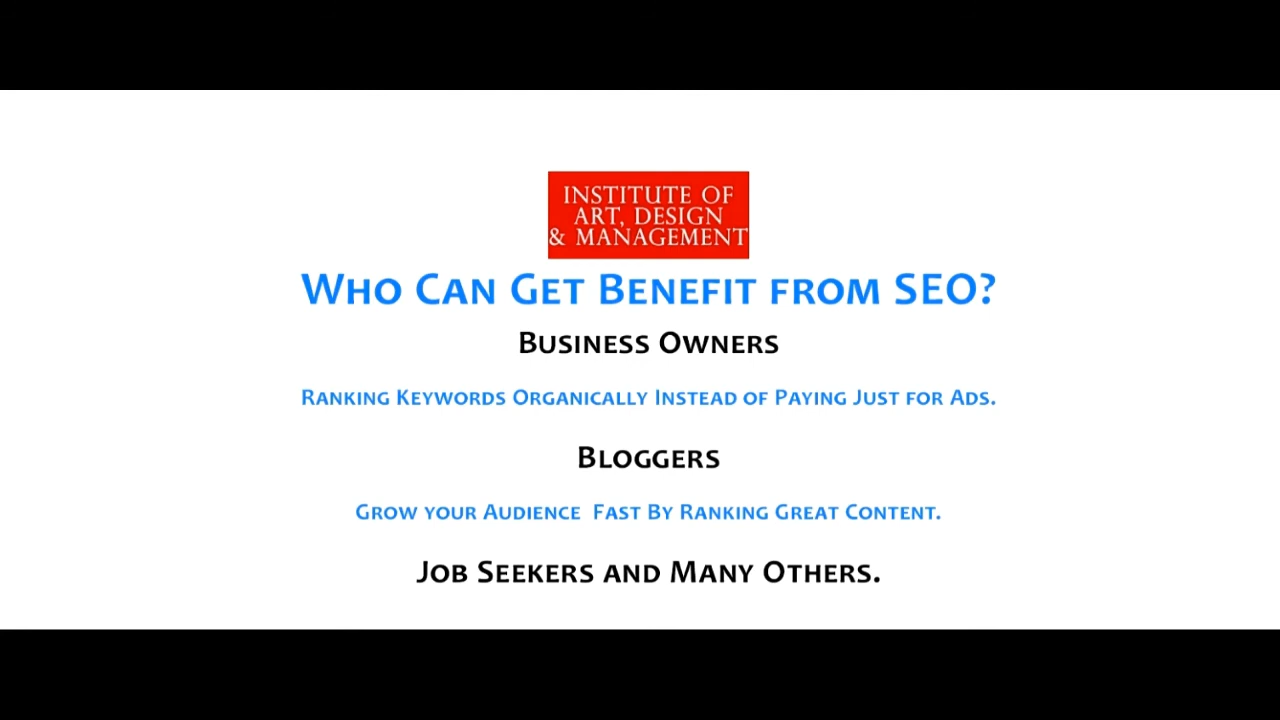 INSTITUTE OF
ART, DESIGN
& MANAGEMENT
WHO CAN GET BENEFIT FROM SEO?
BUSINESS OWNERS
RANKING KEYWORDS ORGANICALLY INSTEAD OF PAYING JUST FOR ADS.
BLOGGERS
GROW YOUR AUDIENCE FAST BY RANKING GREAT CONTENT.
JOB SEEKERS AND MANY OTHERS.